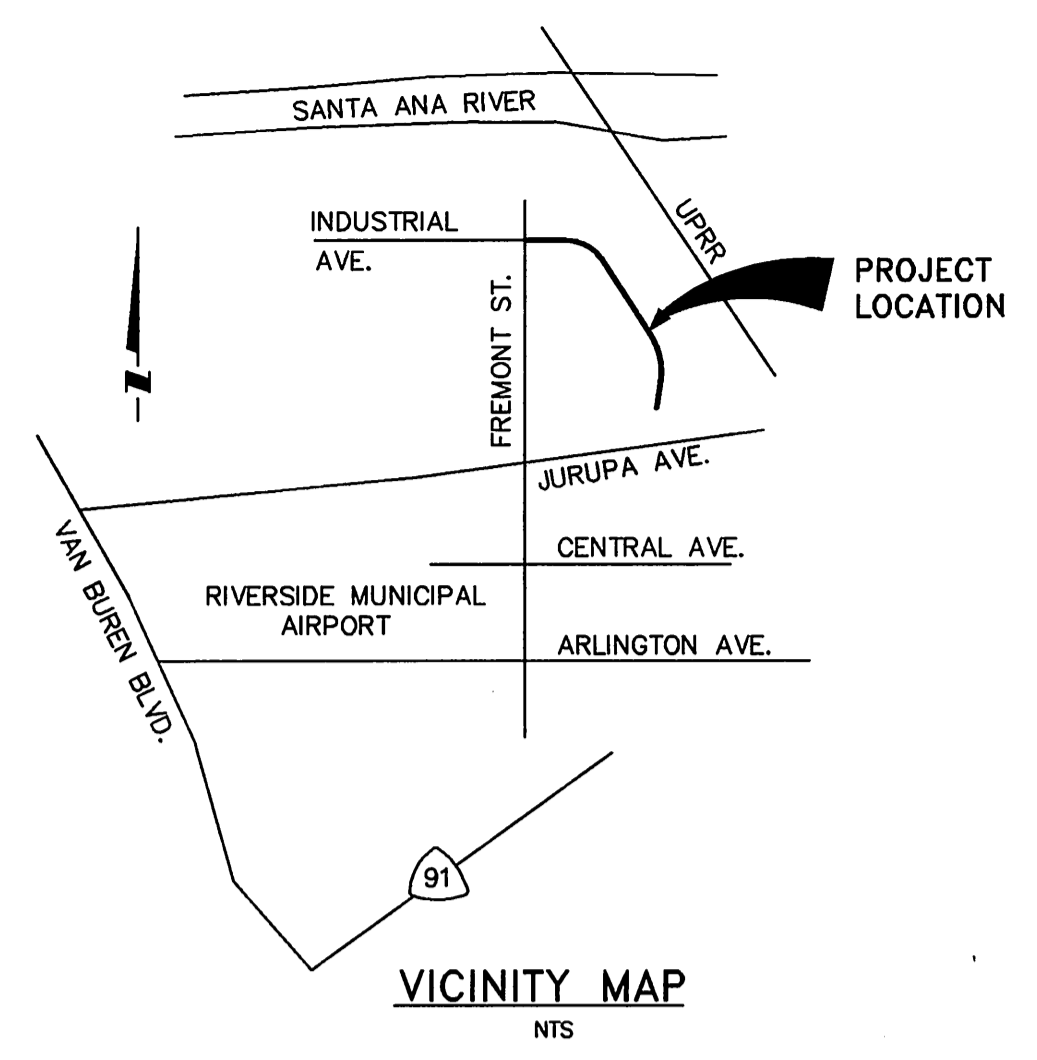 SANTA ANA RIVER
INDUSTRIAL
AVE.
UPRR
PROJECT
LOCATION
FREMONT ST.
N
JURUPA AVE.
VAN BUREN BLVD.
CENTRAL AVE.
RIVERSIDE MUNICIPAL
AIRPORT
ARLINGTON AVE.
91
VICINITY MAP
NTS